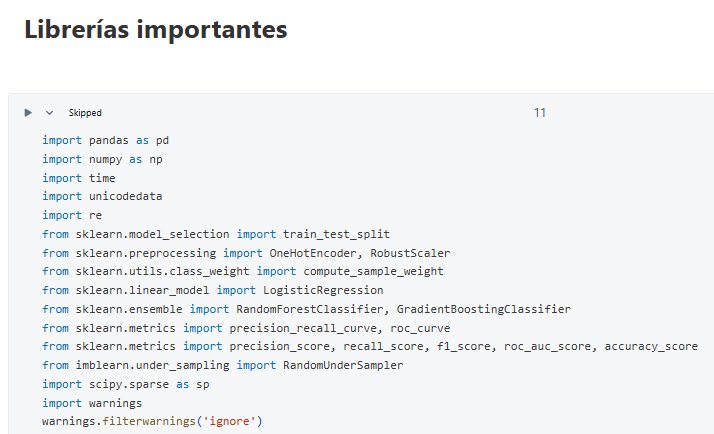 Librerías importantes
Skipped 11
import pandas as pd
import numpy as np
import time
import unicodedata
import re
from sklearn.model_selection import train_test_split
from sklearn.preprocessing import OneHotEncoder, RobustScaler
from sklearn.utils.class_weight import compute_sample_weight
from sklearn.linear_model import LogisticRegression
from sklearn.ensemble import RandomForestClassifier, GradientBoostingClassifier
from sklearn.metrics import precision_recall_curve, roc_curve
from sklearn.metrics import precision_score, recall_score, f1_score, roc_auc_score, accuracy_score
from imblearn.under_sampling import RandomUnderSampler
import scipy.sparse as sp
import warnings
warnings.filterwarnings('ignore')